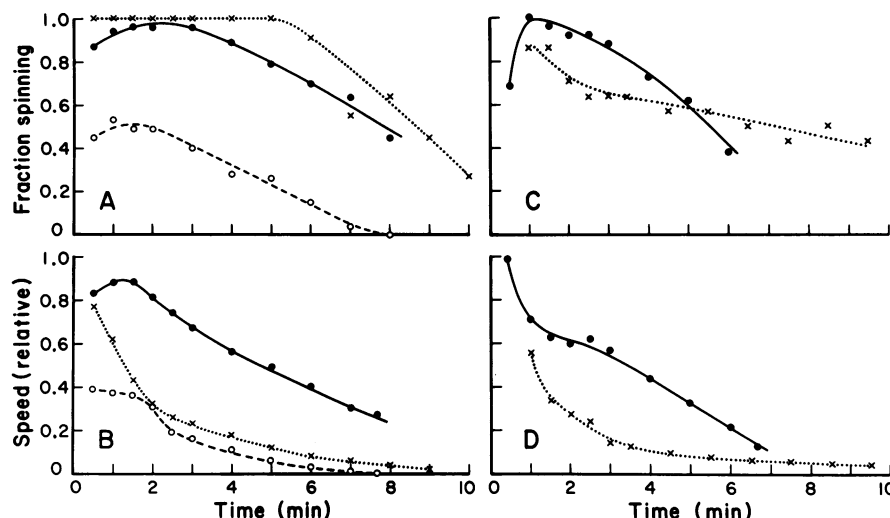 1.0
0.8
0.6
0.4
0.2
0
Fraction spinning
A
C
1.0
0.8
0.6
0.4
0.2
0
Speed (relative)
B
D
0 2 4 6 8 10
0 2 4 6 8 10
Time (min)
Time (min)